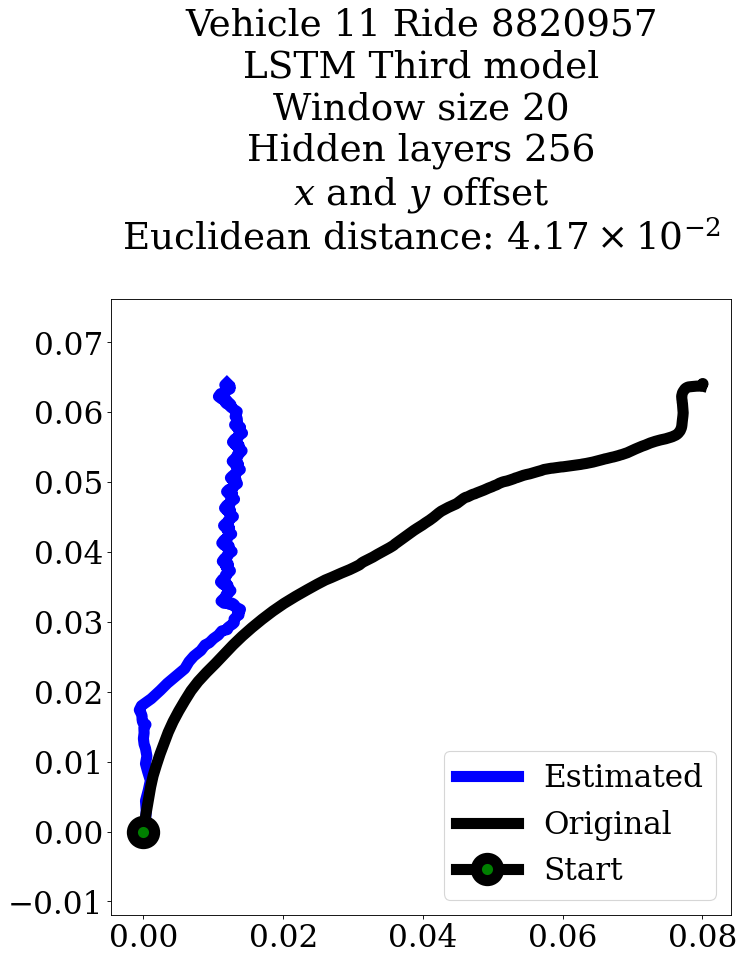 Vehicle 11 Ride 8820957
LSTM Third model
Window size 20
Hidden layers 256
x and y offset
Euclidean distance: 4.17 × 10⁻²
0.07
0.06
0.05
0.04
0.03
0.02
0.01
0.00
−0.01
Estimated
Original
Start
0.00 0.02 0.04 0.06 0.08